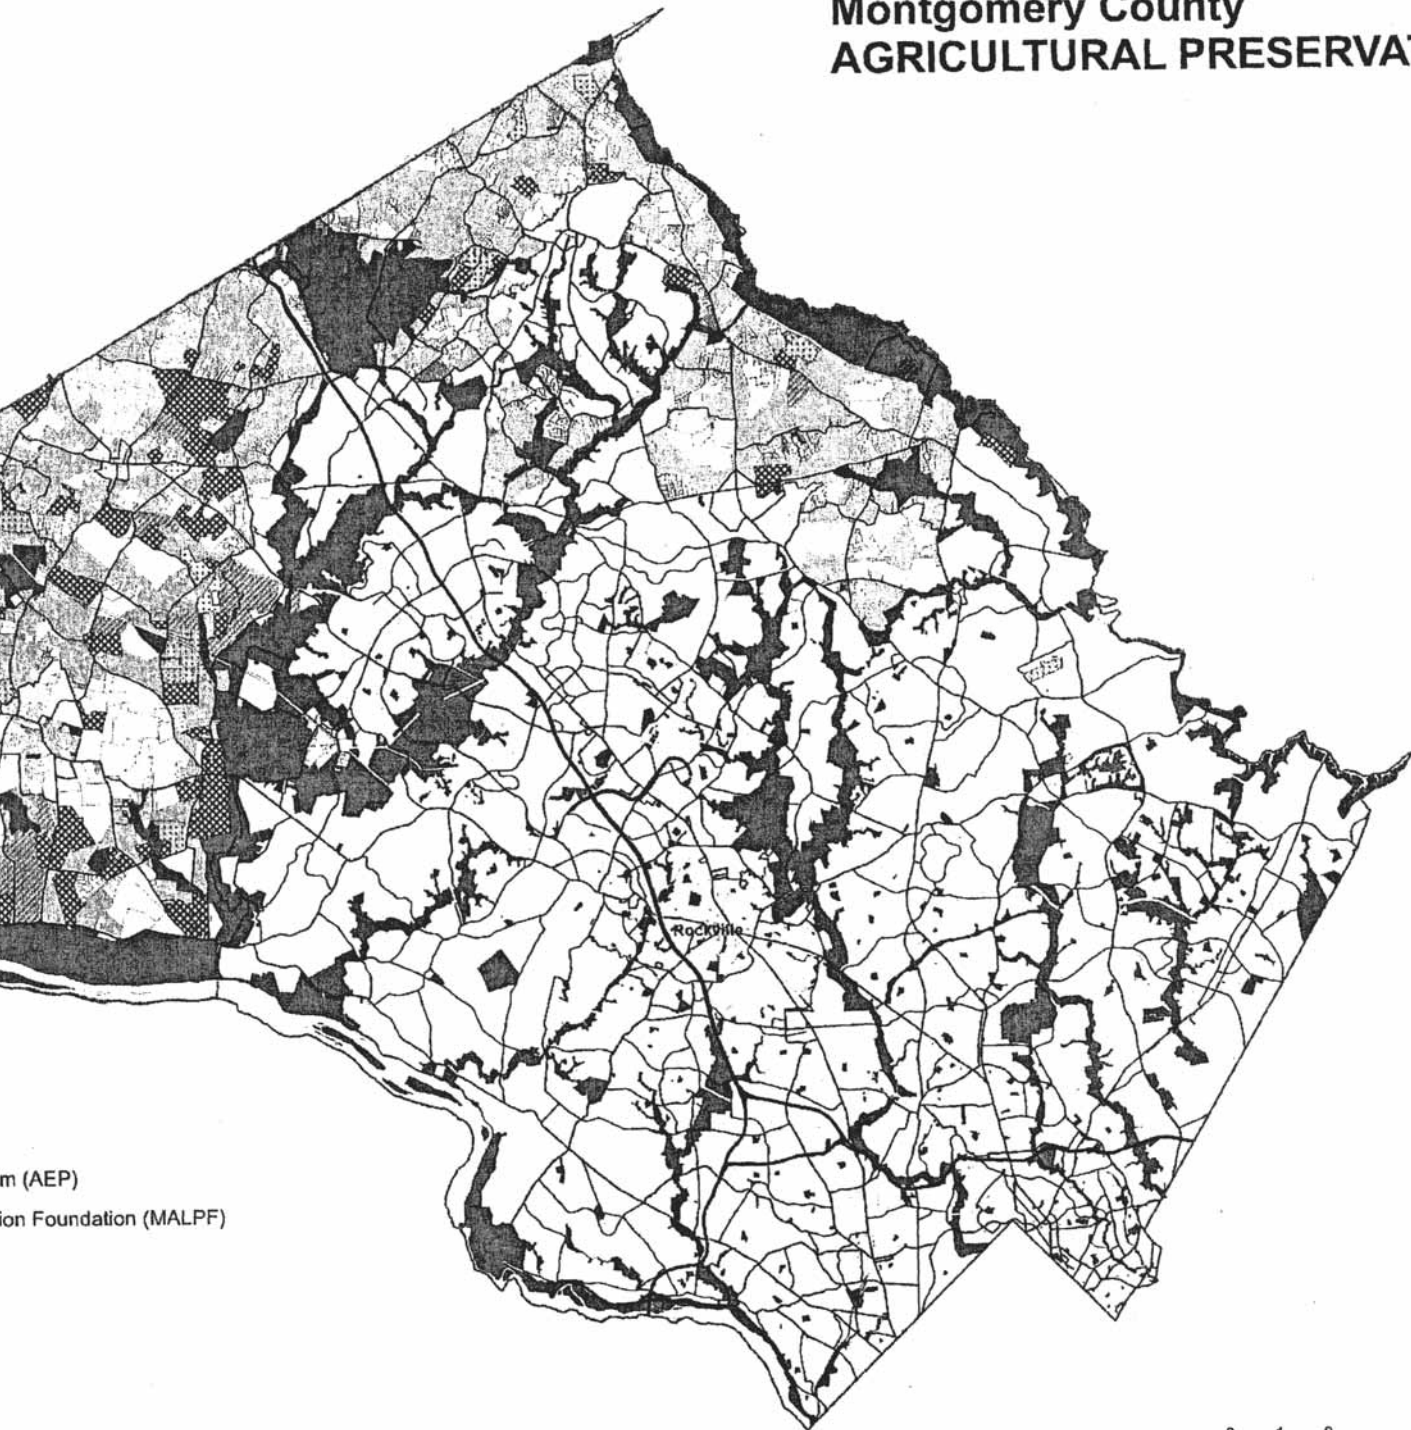 Montgomery County
AGRICULTURAL PRESERVAT
Rockville
m (AEP)
ion Foundation (MALPF)